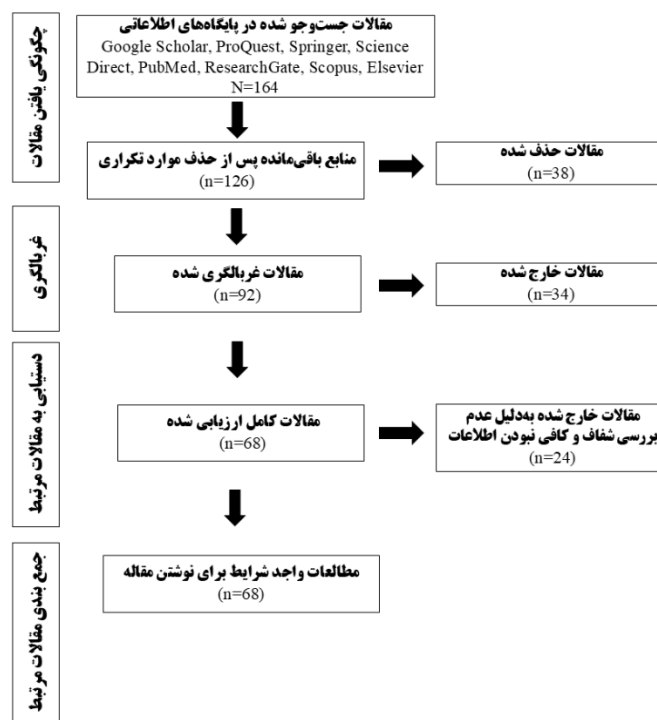 چگونگی یافتن مقالات
مقالات جست‌وجو شده در پایگاه‌های اطلاعاتی
Google Scholar, ProQuest, Springer, Science
Direct, PubMed, ResearchGate, Scopus, Elsevier
N=164
منابع باقی‌مانده پس از حذف موارد تکراری
(n=126)
مقالات حذف شده
(n=38)
غربالگری
مقالات غربالگری شده
(n=92)
مقالات خارج شده
(n=34)
دستیابی به مقالات مرتبط
مقالات کامل ارزیابی شده
(n=68)
مقالات خارج شده به‌دلیل عدم
بررسی شفاف و کافی نبودن اطلاعات
(n=24)
جمع بندی مقالات مرتبط
مطالعات واجد شرایط برای نوشتن مقاله
(n=68)